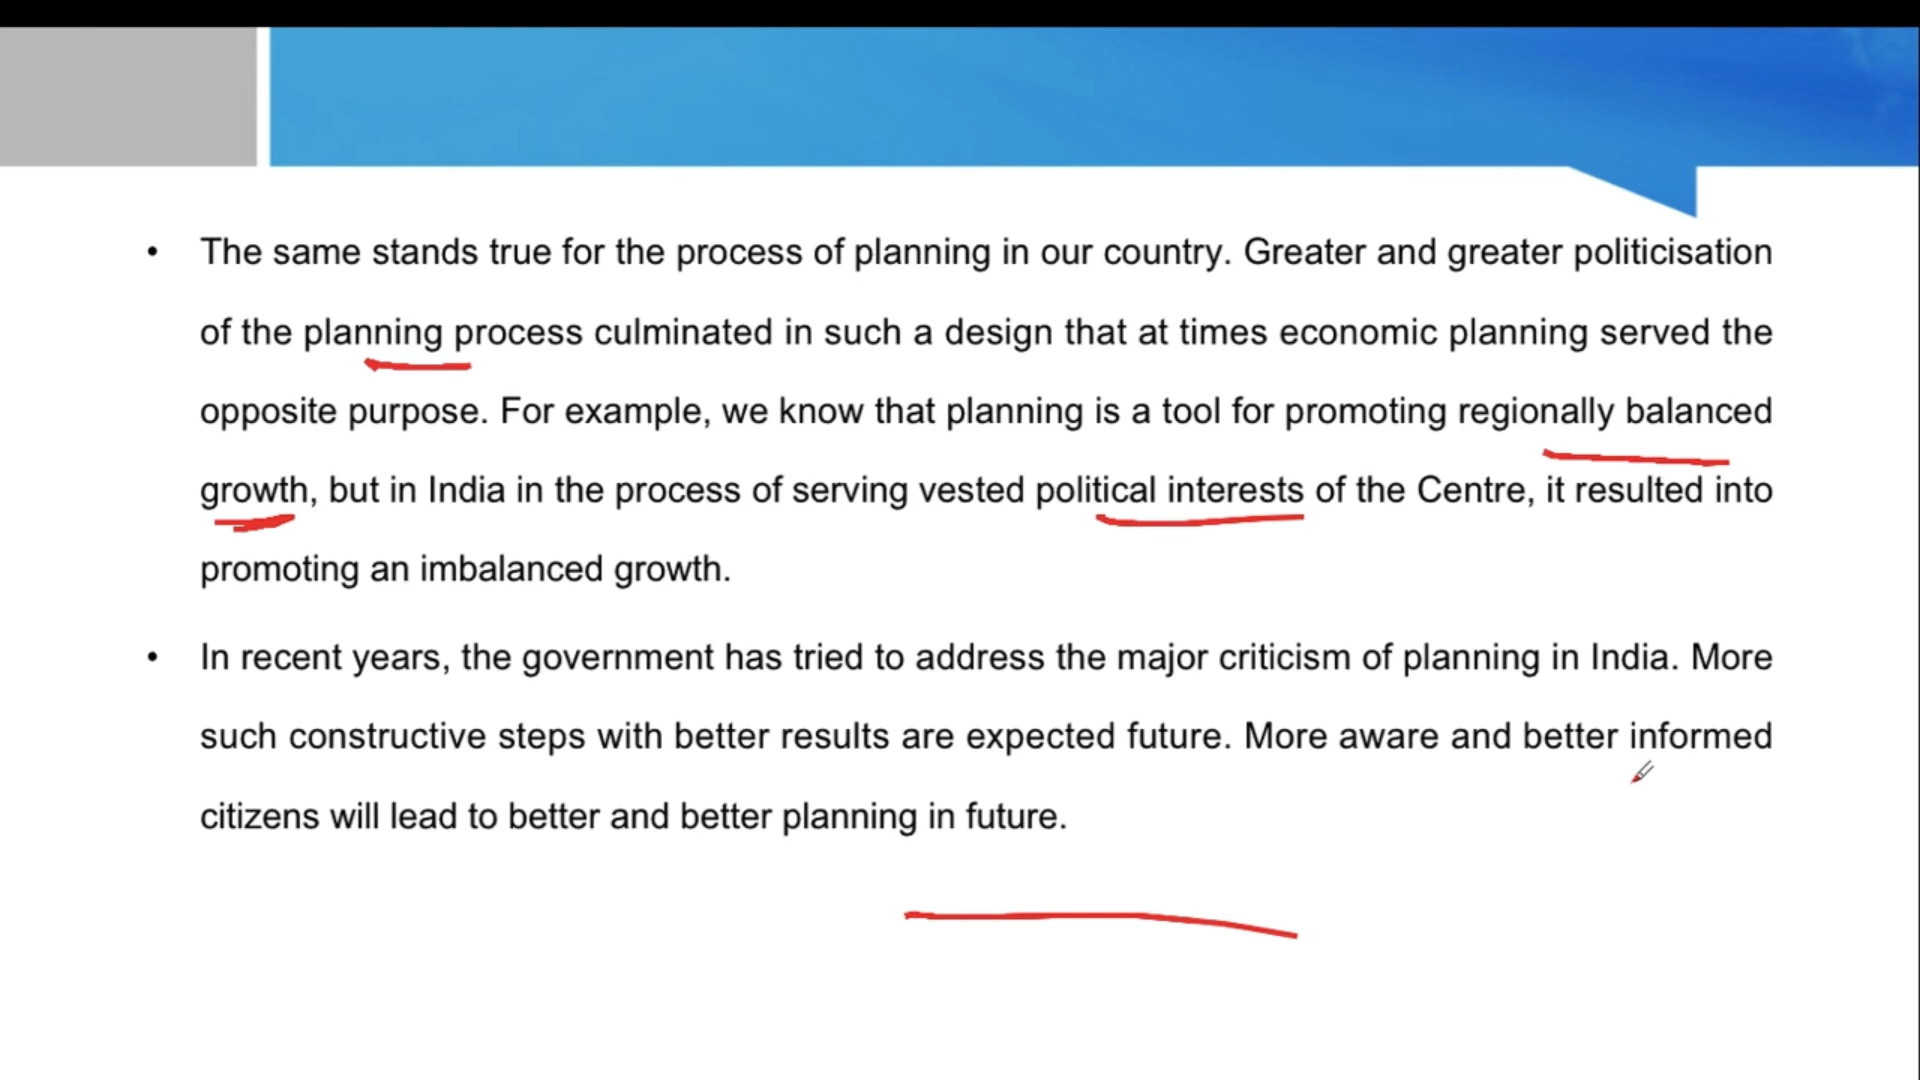 • The same stands true for the process of planning in our country. Greater and greater politicisation
of the planning process culminated in such a design that at times economic planning served the
opposite purpose. For example, we know that planning is a tool for promoting regionally balanced
growth, but in India in the process of serving vested political interests of the Centre, it resulted into
promoting an imbalanced growth.
• In recent years, the government has tried to address the major criticism of planning in India. More
such constructive steps with better results are expected future. More aware and better informed
citizens will lead to better and better planning in future.